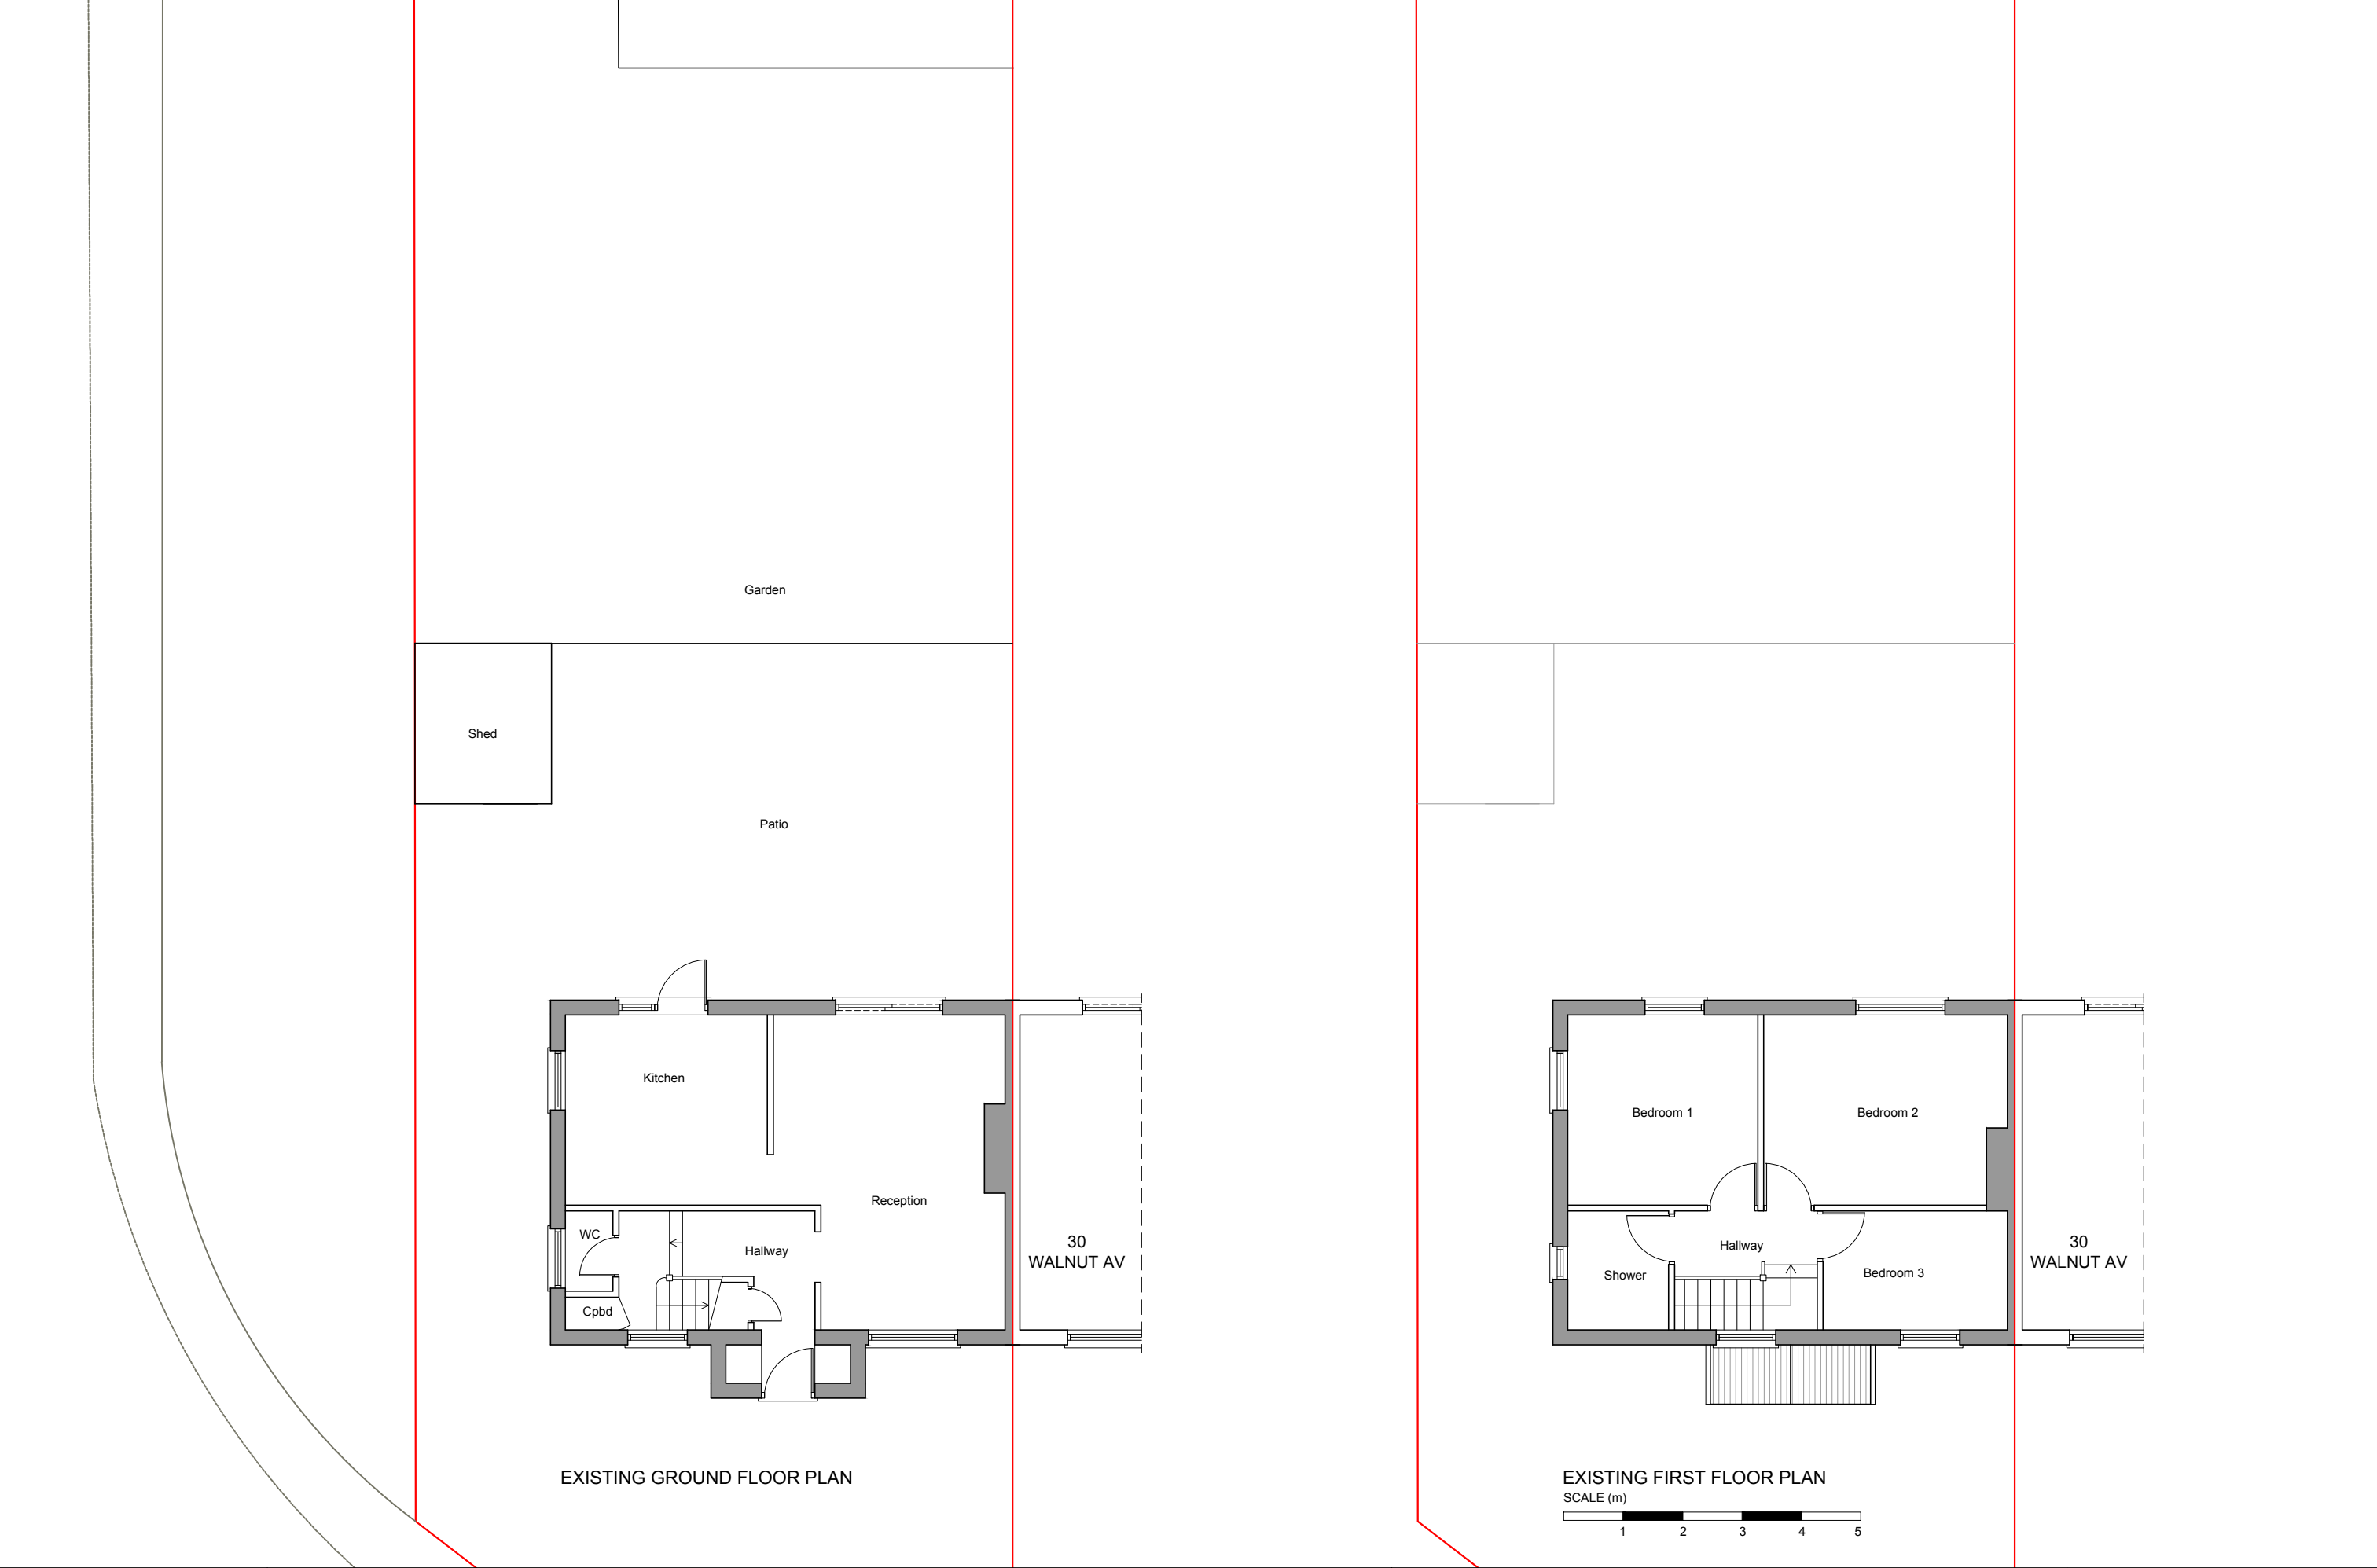 Garden
Shed
Patio
Kitchen
Reception
WC
Hallway
Cpbd
30
WALNUT AV
EXISTING GROUND FLOOR PLAN
Bedroom 1
Bedroom 2
Hallway
Shower
Bedroom 3
30
WALNUT AV
EXISTING FIRST FLOOR PLAN
SCALE (m)
1 2 3 4 5